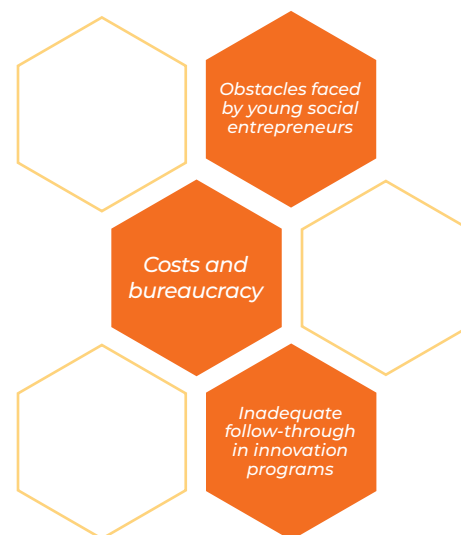 Obstacles faced
by young social
entrepreneurs
Costs and
bureaucracy
Inadequate
follow-through
in innovation
programs